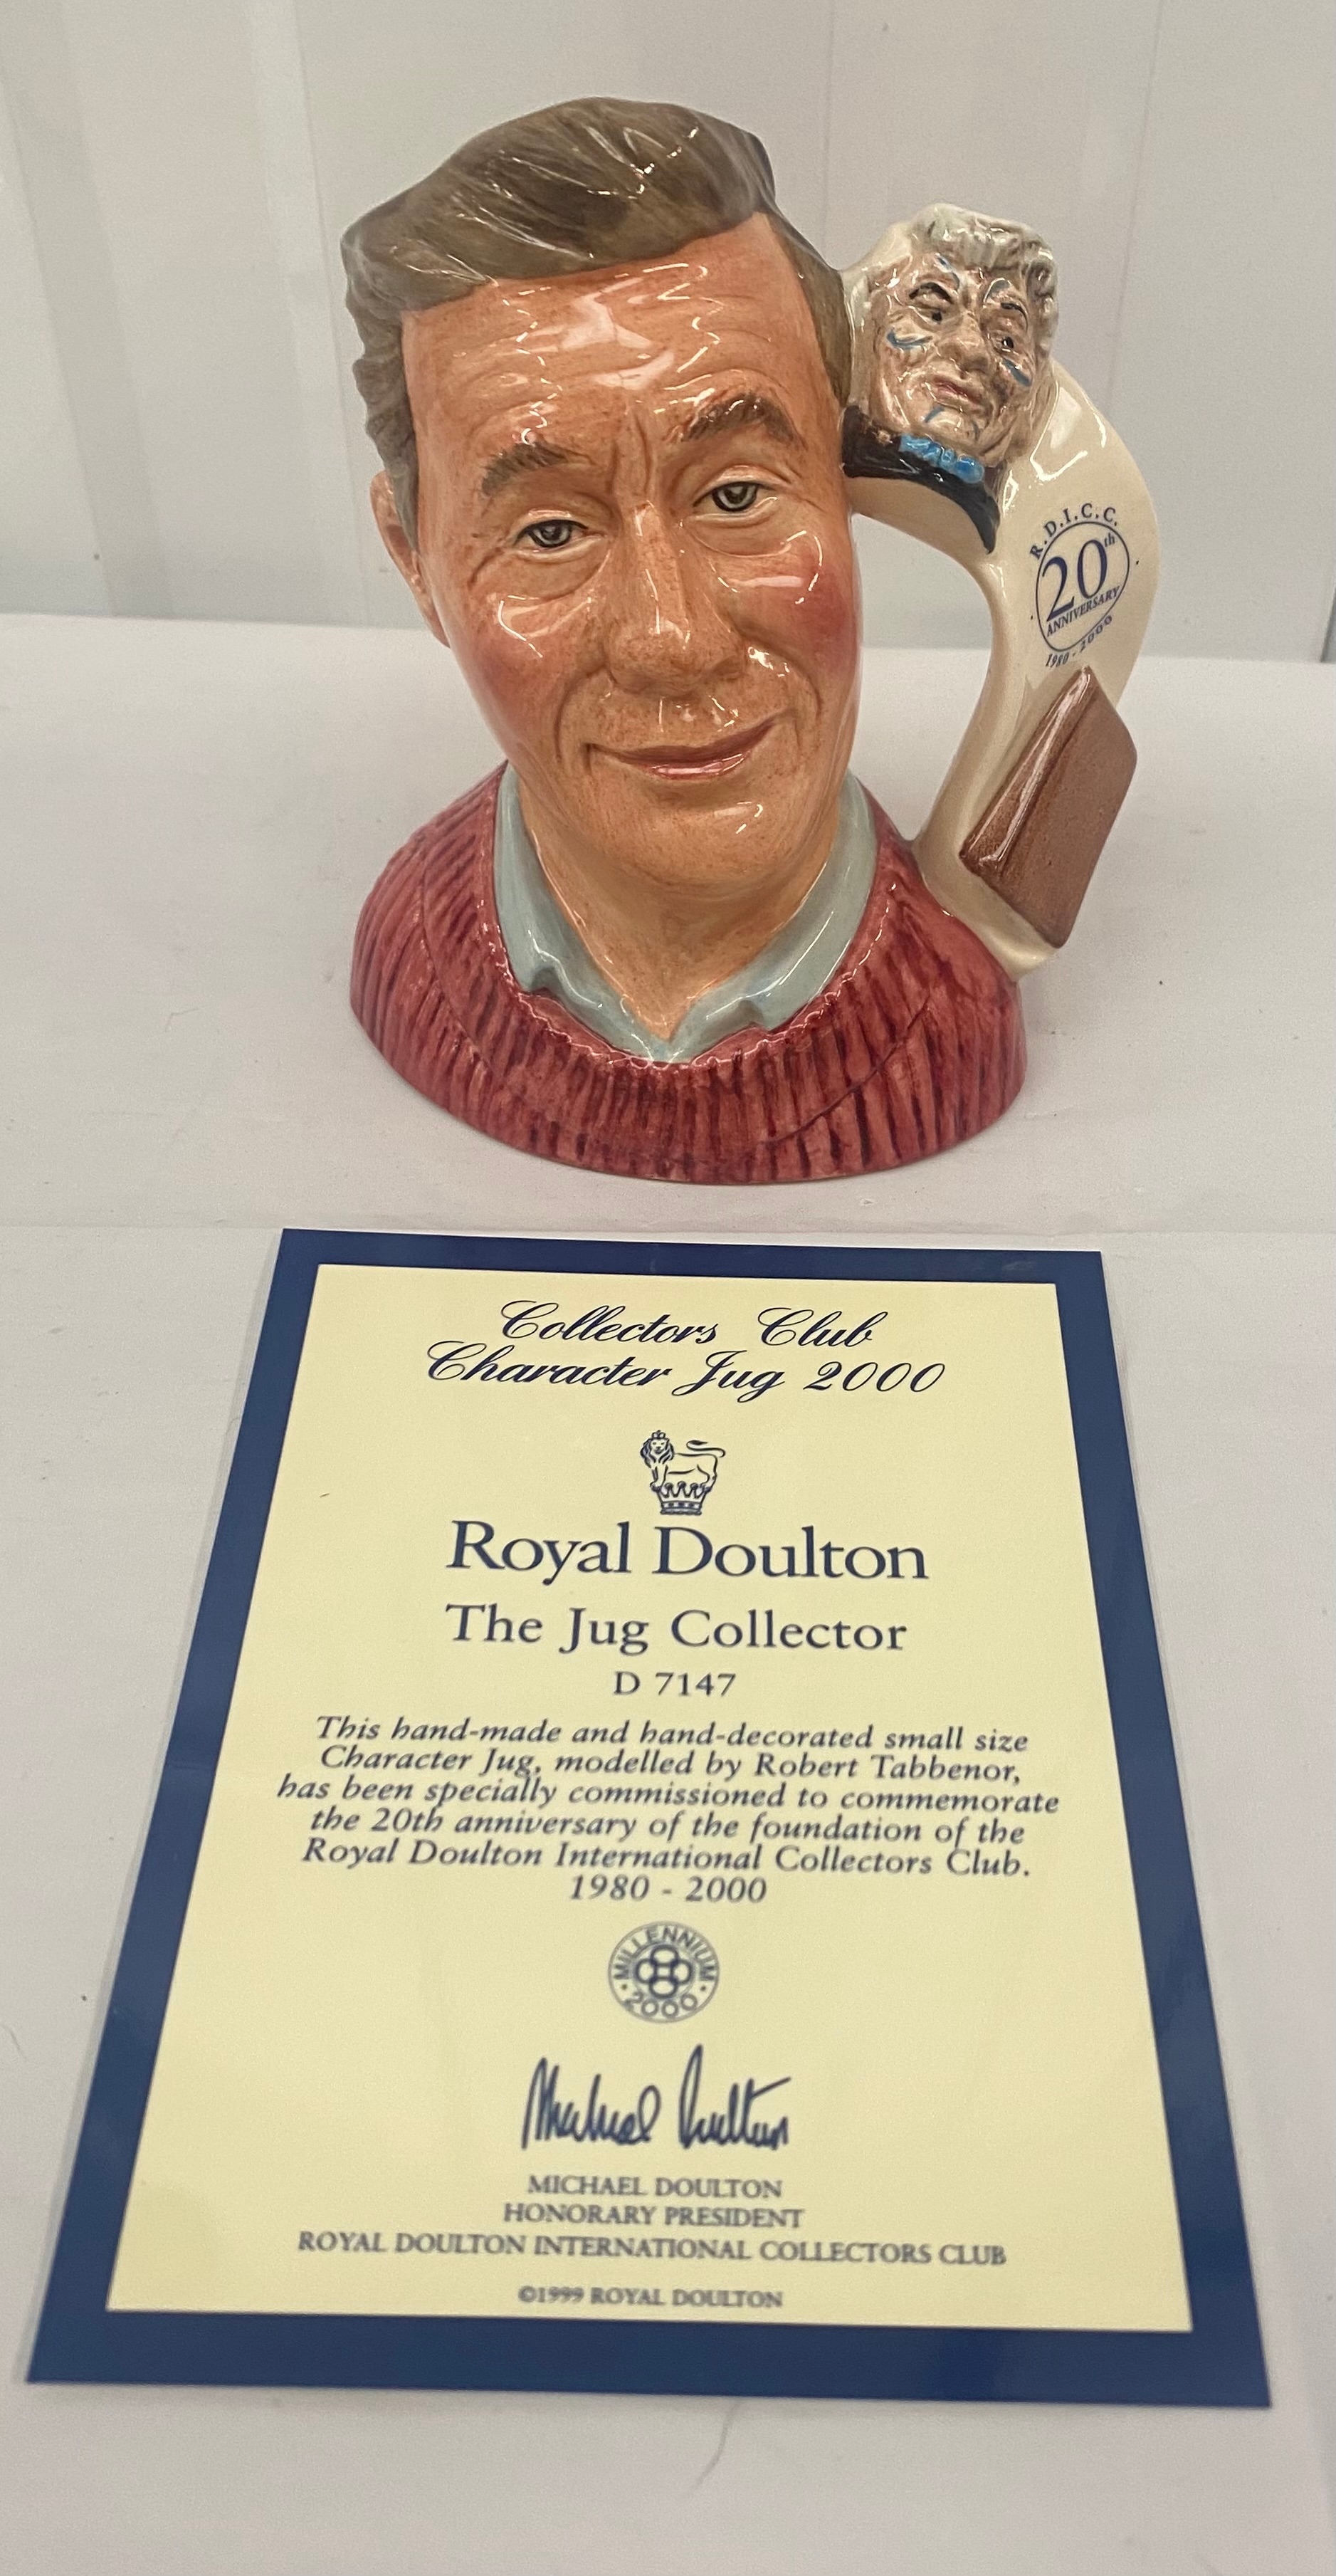 R.D.I.C.C.
20th
ANNIVERSARY
1980-2000
Collectors Club
Character Jug 2000
Royal Doulton
The Jug Collector
D 7147
This hand-made and hand-decorated small size
Character Jug, modelled by Robert Tabbenor,
has been specially commissioned to commemorate
the 20th anniversary of the foundation of the
Royal Doulton International Collectors Club.
1980 - 2000
MILLENNIUM
2000
Michael Doulton
MICHAEL DOULTON
HONORARY PRESIDENT
ROYAL DOULTON INTERNATIONAL COLLECTORS CLUB
©1999 ROYAL DOULTON